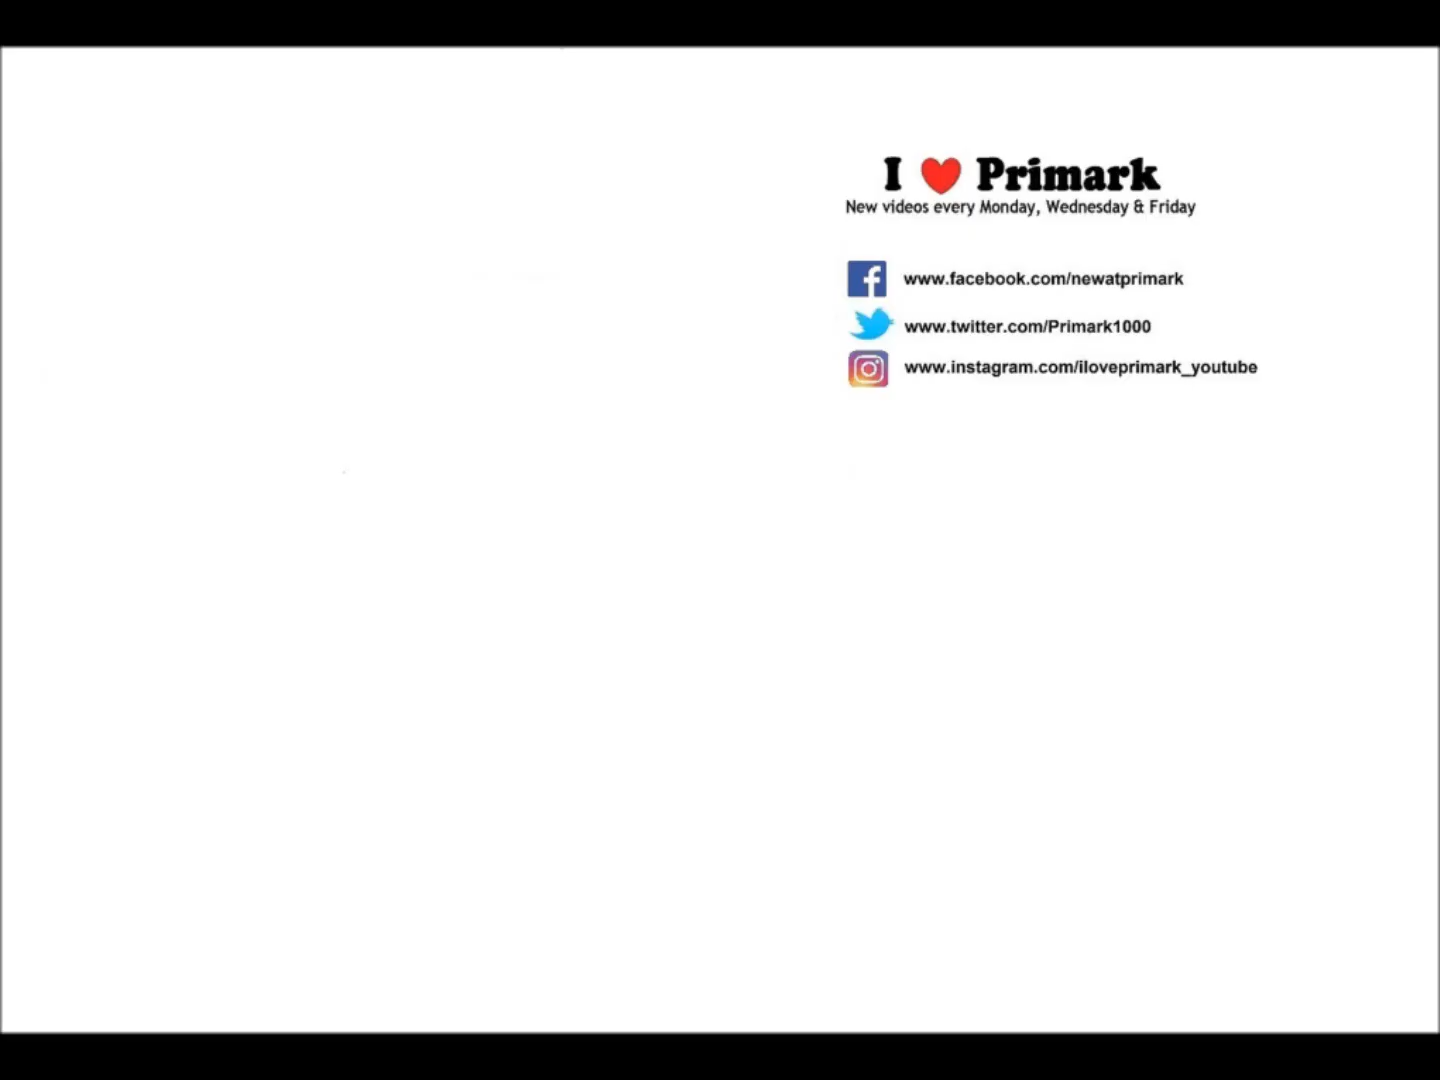 I ❤ Primark
New videos every Monday, Wednesday & Friday
www.facebook.com/newatprimark
www.twitter.com/Primark1000
www.instagram.com/iloveprimark_youtube